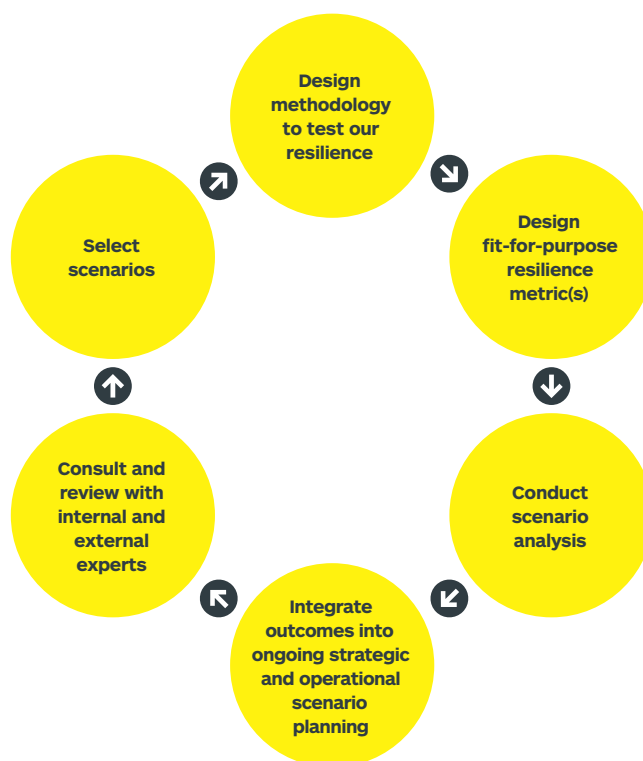 Design
methodology
to test our
resilience
Select
scenarios
Design
fit-for-purpose
resilience
metric(s)
Consult and
review with
internal and
external
experts
Conduct
scenario
analysis
Integrate
outcomes into
ongoing strategic
and operational
scenario
planning